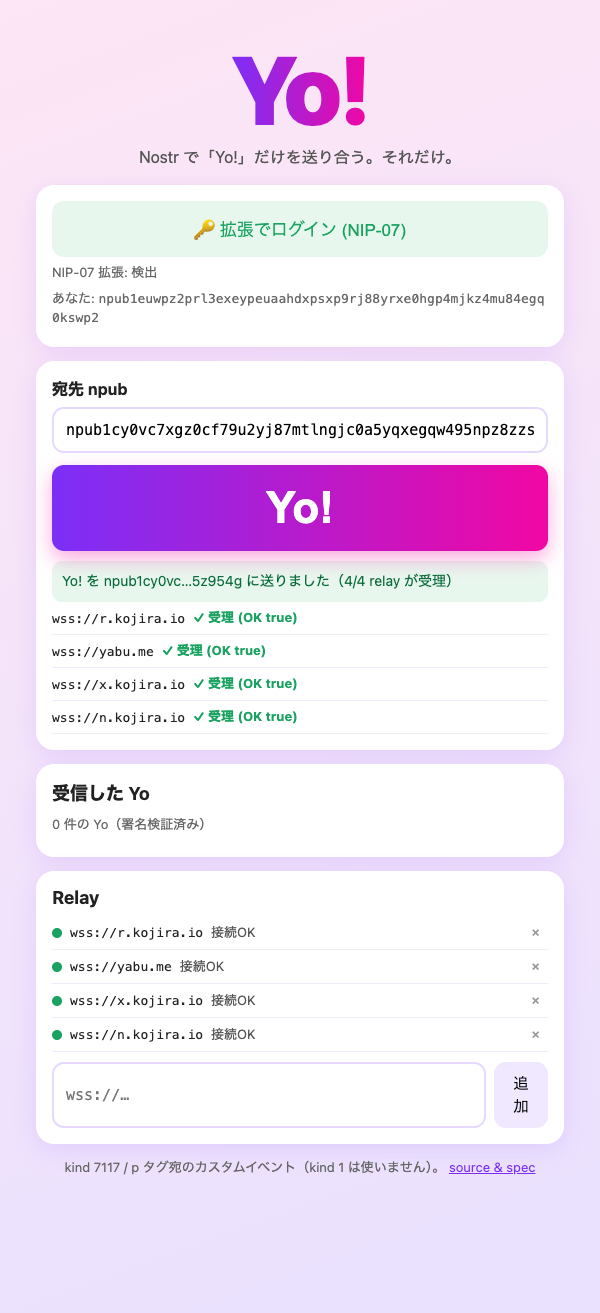 Yo!
Nostr で「Yo!」だけを送り合う。それだけ。
🔑 拡張でログイン (NIP-07)
NIP-07 拡張: 検出
あなた: npub1euwpz2prl3exeypeuaahdxpsxp9rj88yrxe0hgp4mjkz4mu84egq
0kswp2
宛先 npub
npub1cy0vc7xgz0cf79u2yj87mtlngjc0a5yqxegqw495npz8zzs
Yo!
Yo! を npub1cy0vc…5z954g に送りました（4/4 relay が受理）
wss://r.kojira.io ✓ 受理 (OK true)
wss://yabu.me ✓ 受理 (OK true)
wss://x.kojira.io ✓ 受理 (OK true)
wss://n.kojira.io ✓ 受理 (OK true)
受信した Yo
0 件の Yo（署名検証済み）
Relay
wss://r.kojira.io 接続OK ×
wss://yabu.me 接続OK ×
wss://x.kojira.io 接続OK ×
wss://n.kojira.io 接続OK ×
wss://…
追
加
kind 7117 / p タグ宛のカスタムイベント（kind 1 は使いません）。 source & spec